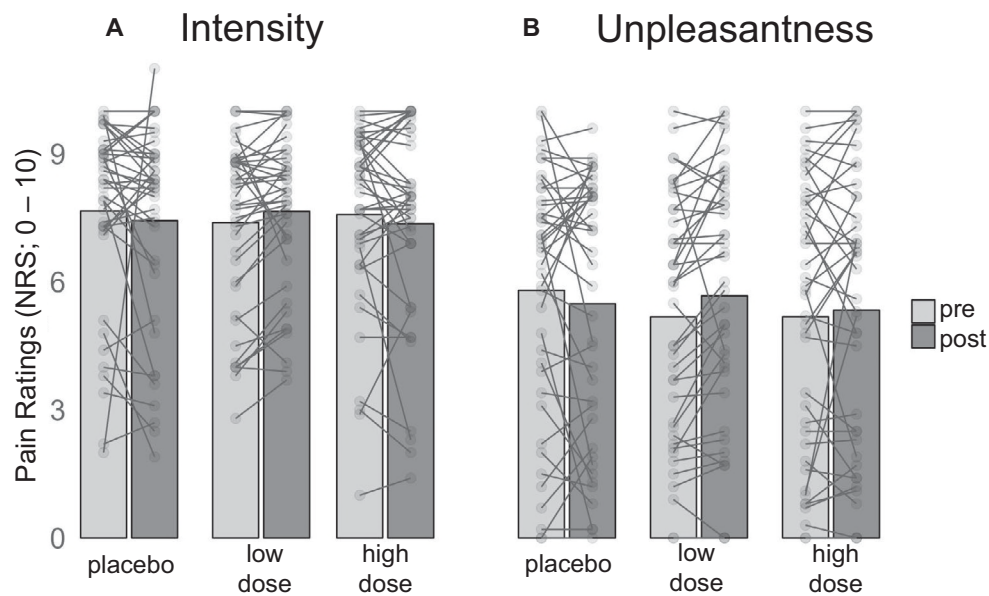 A Intensity
B Unpleasantness
Pain Ratings (NRS; 0 – 10)
9
6
3
0
placebo
low
dose
high
dose
placebo
low
dose
high
dose
pre
post